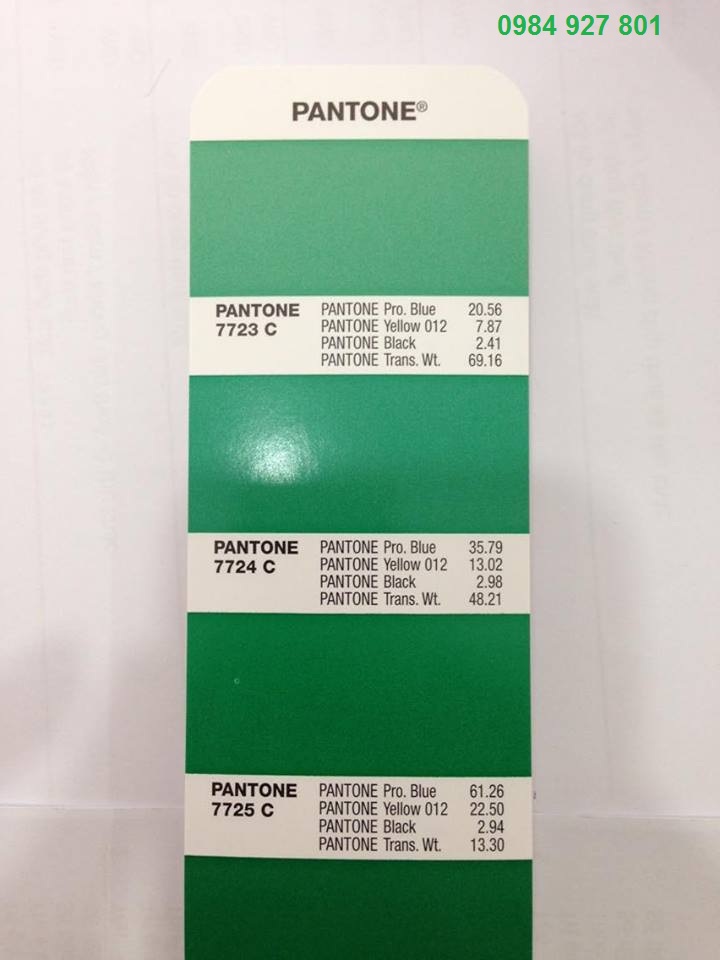 0984 927 801
PANTONE®
PANTONE PANTONE Pro. Blue 20.56
7723 C PANTONE Yellow 012 7.87
PANTONE Black 2.41
PANTONE Trans. Wt. 69.16
PANTONE PANTONE Pro. Blue 35.79
7724 C PANTONE Yellow 012 13.02
PANTONE Black 2.98
PANTONE Trans. Wt. 48.21
PANTONE PANTONE Pro. Blue 61.26
7725 C PANTONE Yellow 012 22.50
PANTONE Black 2.94
PANTONE Trans. Wt. 13.30